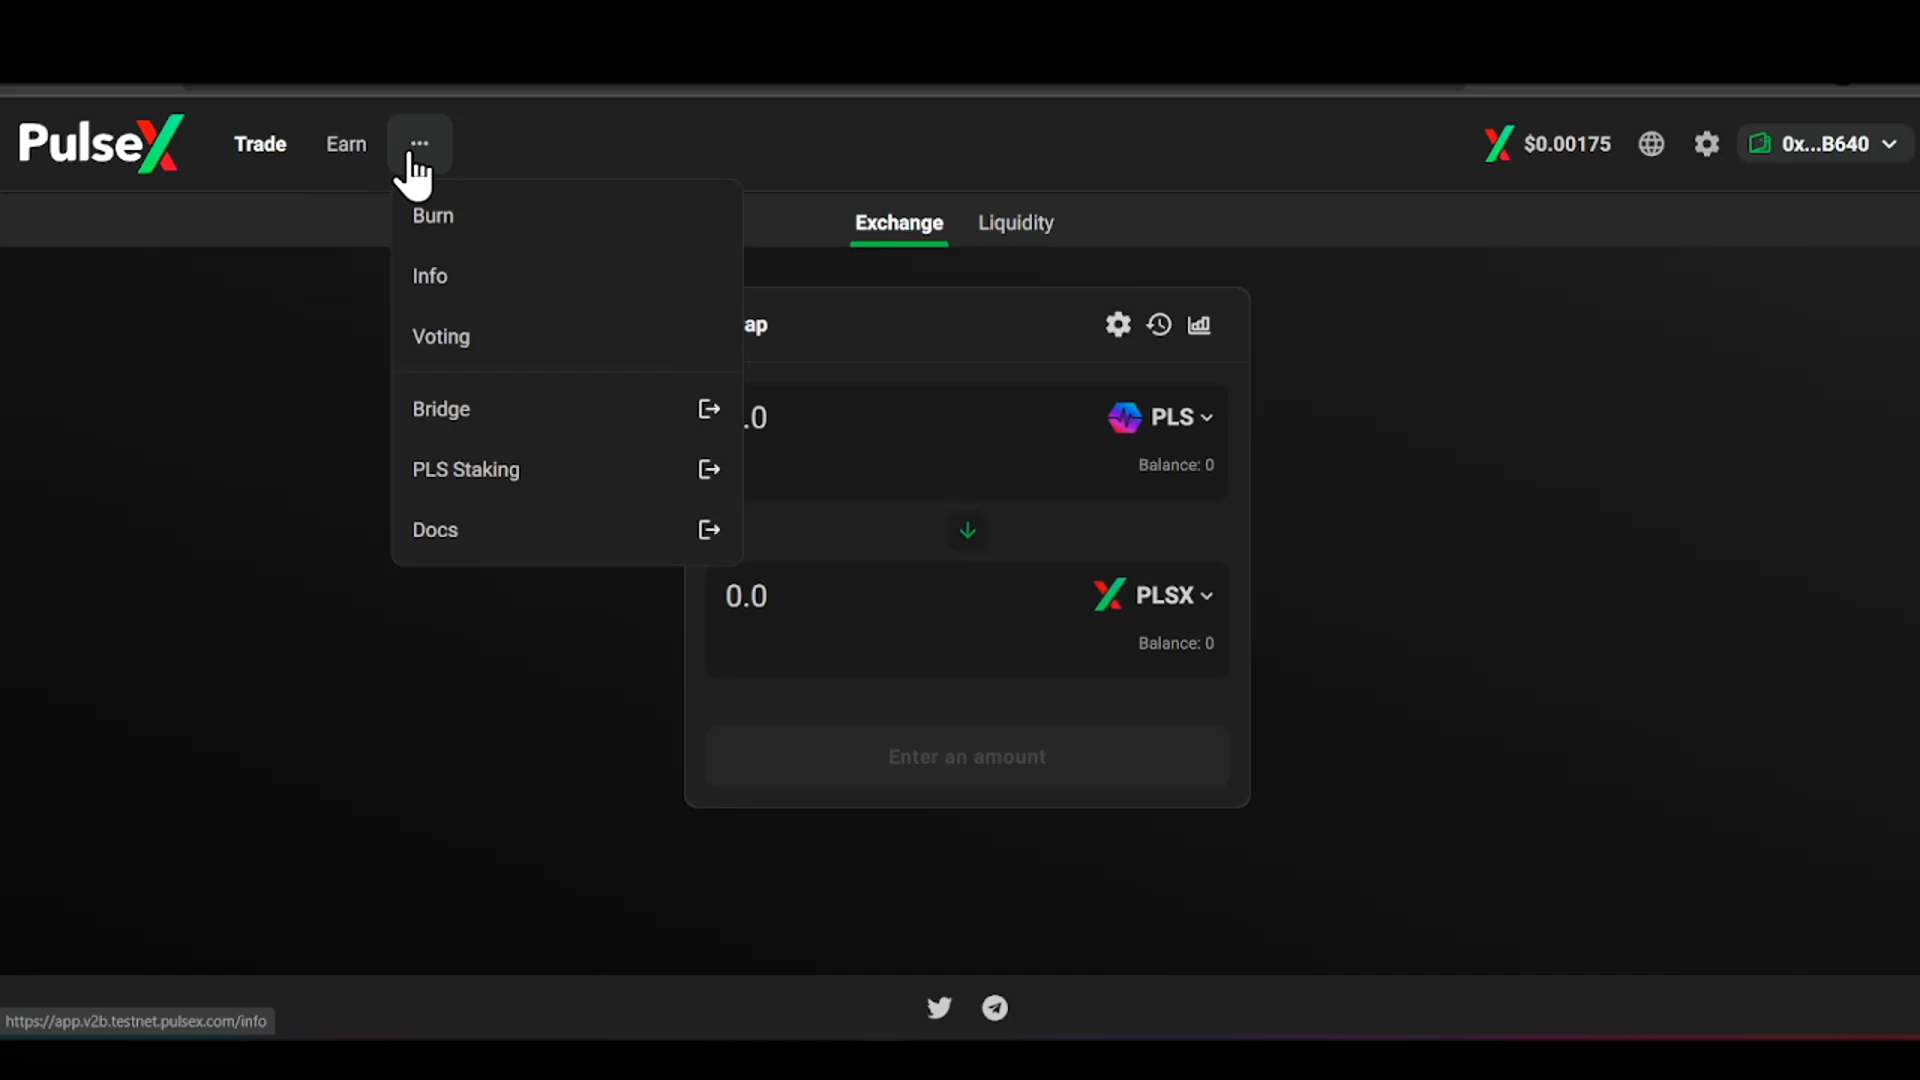 PulseX
Trade
Earn
...
$0.00175
0x...B640
Burn
Info
Voting
Bridge
PLS Staking
Docs
Exchange
Liquidity
ap
.0
PLS
Balance: 0
0.0
PLSX
Balance: 0
Enter an amount
https://app.v2b.testnet.pulsex.com/info